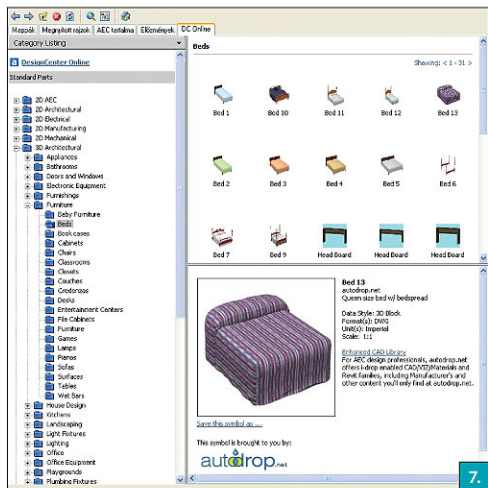 Mappák Megnyitott rajzok AEC tartalma Előzmények DC Online
Category Listing
DesignCenter Online
Standard Parts
2D AEC
2D Architectural
2D Electrical
2D Manufacturing
2D Mechanical
3D Architectural
Appliances
Bathrooms
Doors and Windows
Electronic Equipment
Furnishings
Furniture
Baby Furniture
Beds
Bookcases
Cabinets
Chairs
Classrooms
Closets
Couches
Credenzas
Desks
Entertainment Centers
File Cabinets
Furniture
Games
Lamps
Pianos
Sofas
Surfaces
Tables
Wet Bars
House Design
Kitchens
Landscaping
Light Fixtures
Lighting
Office
Office Equipment
Playgrounds
Plumbing Fixtures
Beds
Showing: < 1 - 31 >
Bed 1 Bed 10 Bed 11 Bed 12 Bed 13
Bed 2 Bed 3 Bed 4 Bed 5 Bed 6
Bed 7 Bed 9 Head Board Head Board Head Board
Bed 13
autodrop.net
Queen size bed w/ bedspread
Data Style: 3D Block
Format(s): DWG
Unit(s): Imperial
Scale: 1:1
Enhanced CAD Library
For AEC design professionals, autodrop.net
offers i-drop enabled CAD/VIZ/Materials and
Revit families, including Manufacturer's and
other content you'll only find at autodrop.net.
Save this symbol as ...
This symbol is brought to you by:
autodrop.net
7.